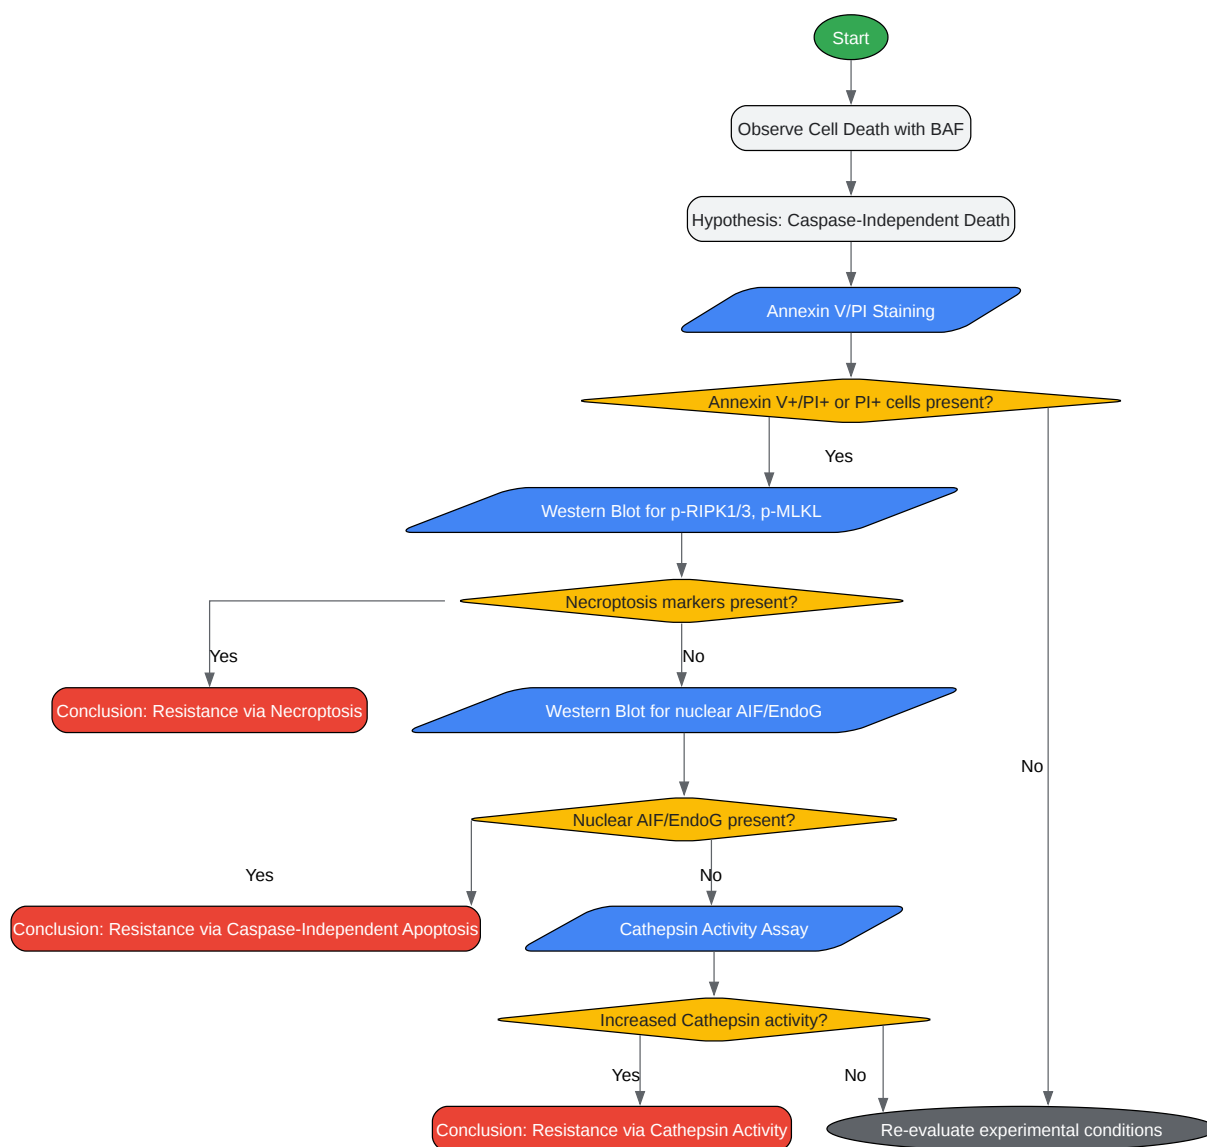 Start
Observe Cell Death with BAF
Hypothesis: Caspase-Independent Death
Annexin V/PI Staining
Annexin V+/PI+ or PI+ cells present?
Yes
Western Blot for p-RIPK1/3, p-MLKL
Necroptosis markers present?
Yes
No
Conclusion: Resistance via Necroptosis
Western Blot for nuclear AIF/EndoG
No
Nuclear AIF/EndoG present?
Yes
No
Conclusion: Resistance via Caspase-Independent Apoptosis
Cathepsin Activity Assay
Increased Cathepsin activity?
Yes
No
Conclusion: Resistance via Cathepsin Activity
Re-evaluate experimental conditions